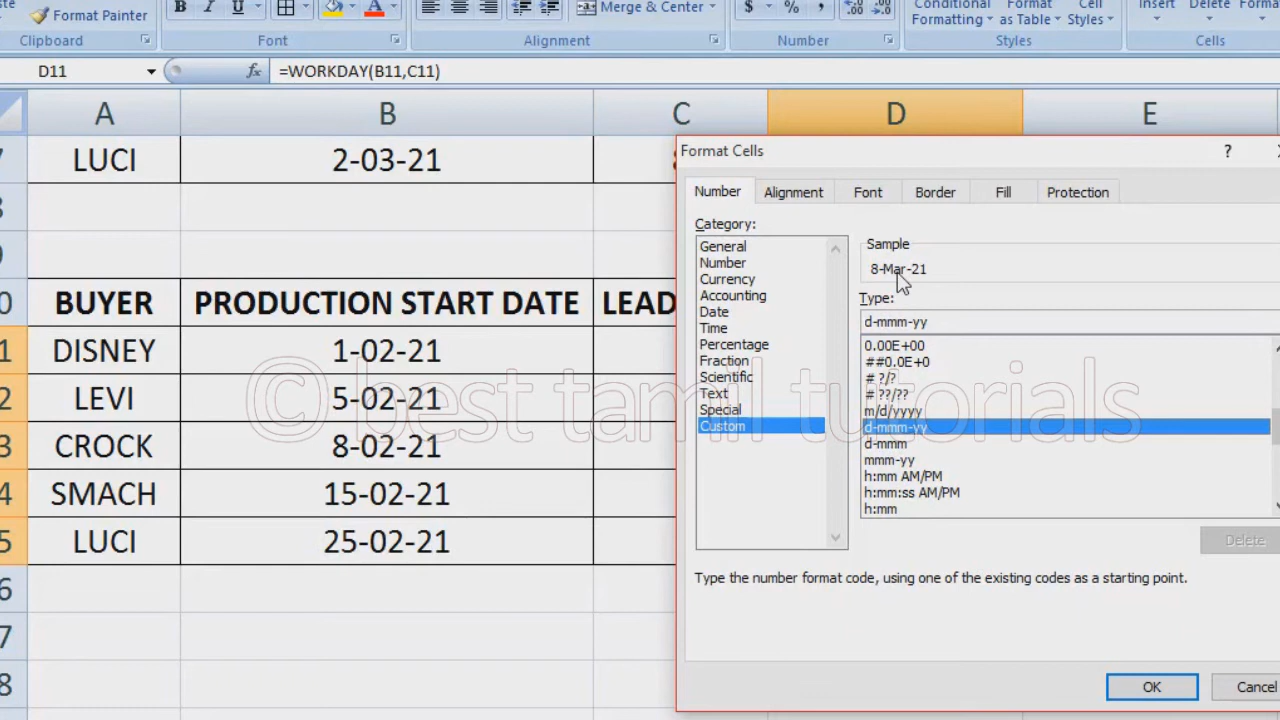 Format Painter
B I U A
Merge & Center
$ % ,
Conditional Formatting
Format as Table
Cell Styles
Insert
Delete
Clipboard
Font
Alignment
Number
Styles
Cells
D11
fx
=WORKDAY(B11,C11)
A B C D E
LUCI 2-03-21
BUYER PRODUCTION START DATE LEAD
DISNEY 1-02-21
LEVI 5-02-21
CROCK 8-02-21
SMACH 15-02-21
LUCI 25-02-21
Format Cells
?
Number Alignment Font Border Fill Protection
Category:
General
Number
Currency
Accounting
Date
Time
Percentage
Fraction
Scientific
Text
Special
Custom
Sample
8-Mar-21
Type:
d-mmm-yy
0.00E+00
##0.0E+0
# ?/?
# ??/??
m/d/yyyy
d-mmm-yy
d-mmm
mmm-yy
h:mm AM/PM
h:mm:ss AM/PM
h:mm
Delete
Type the number format code, using one of the existing codes as a starting point.
OK Cancel
© best tamil tutorials